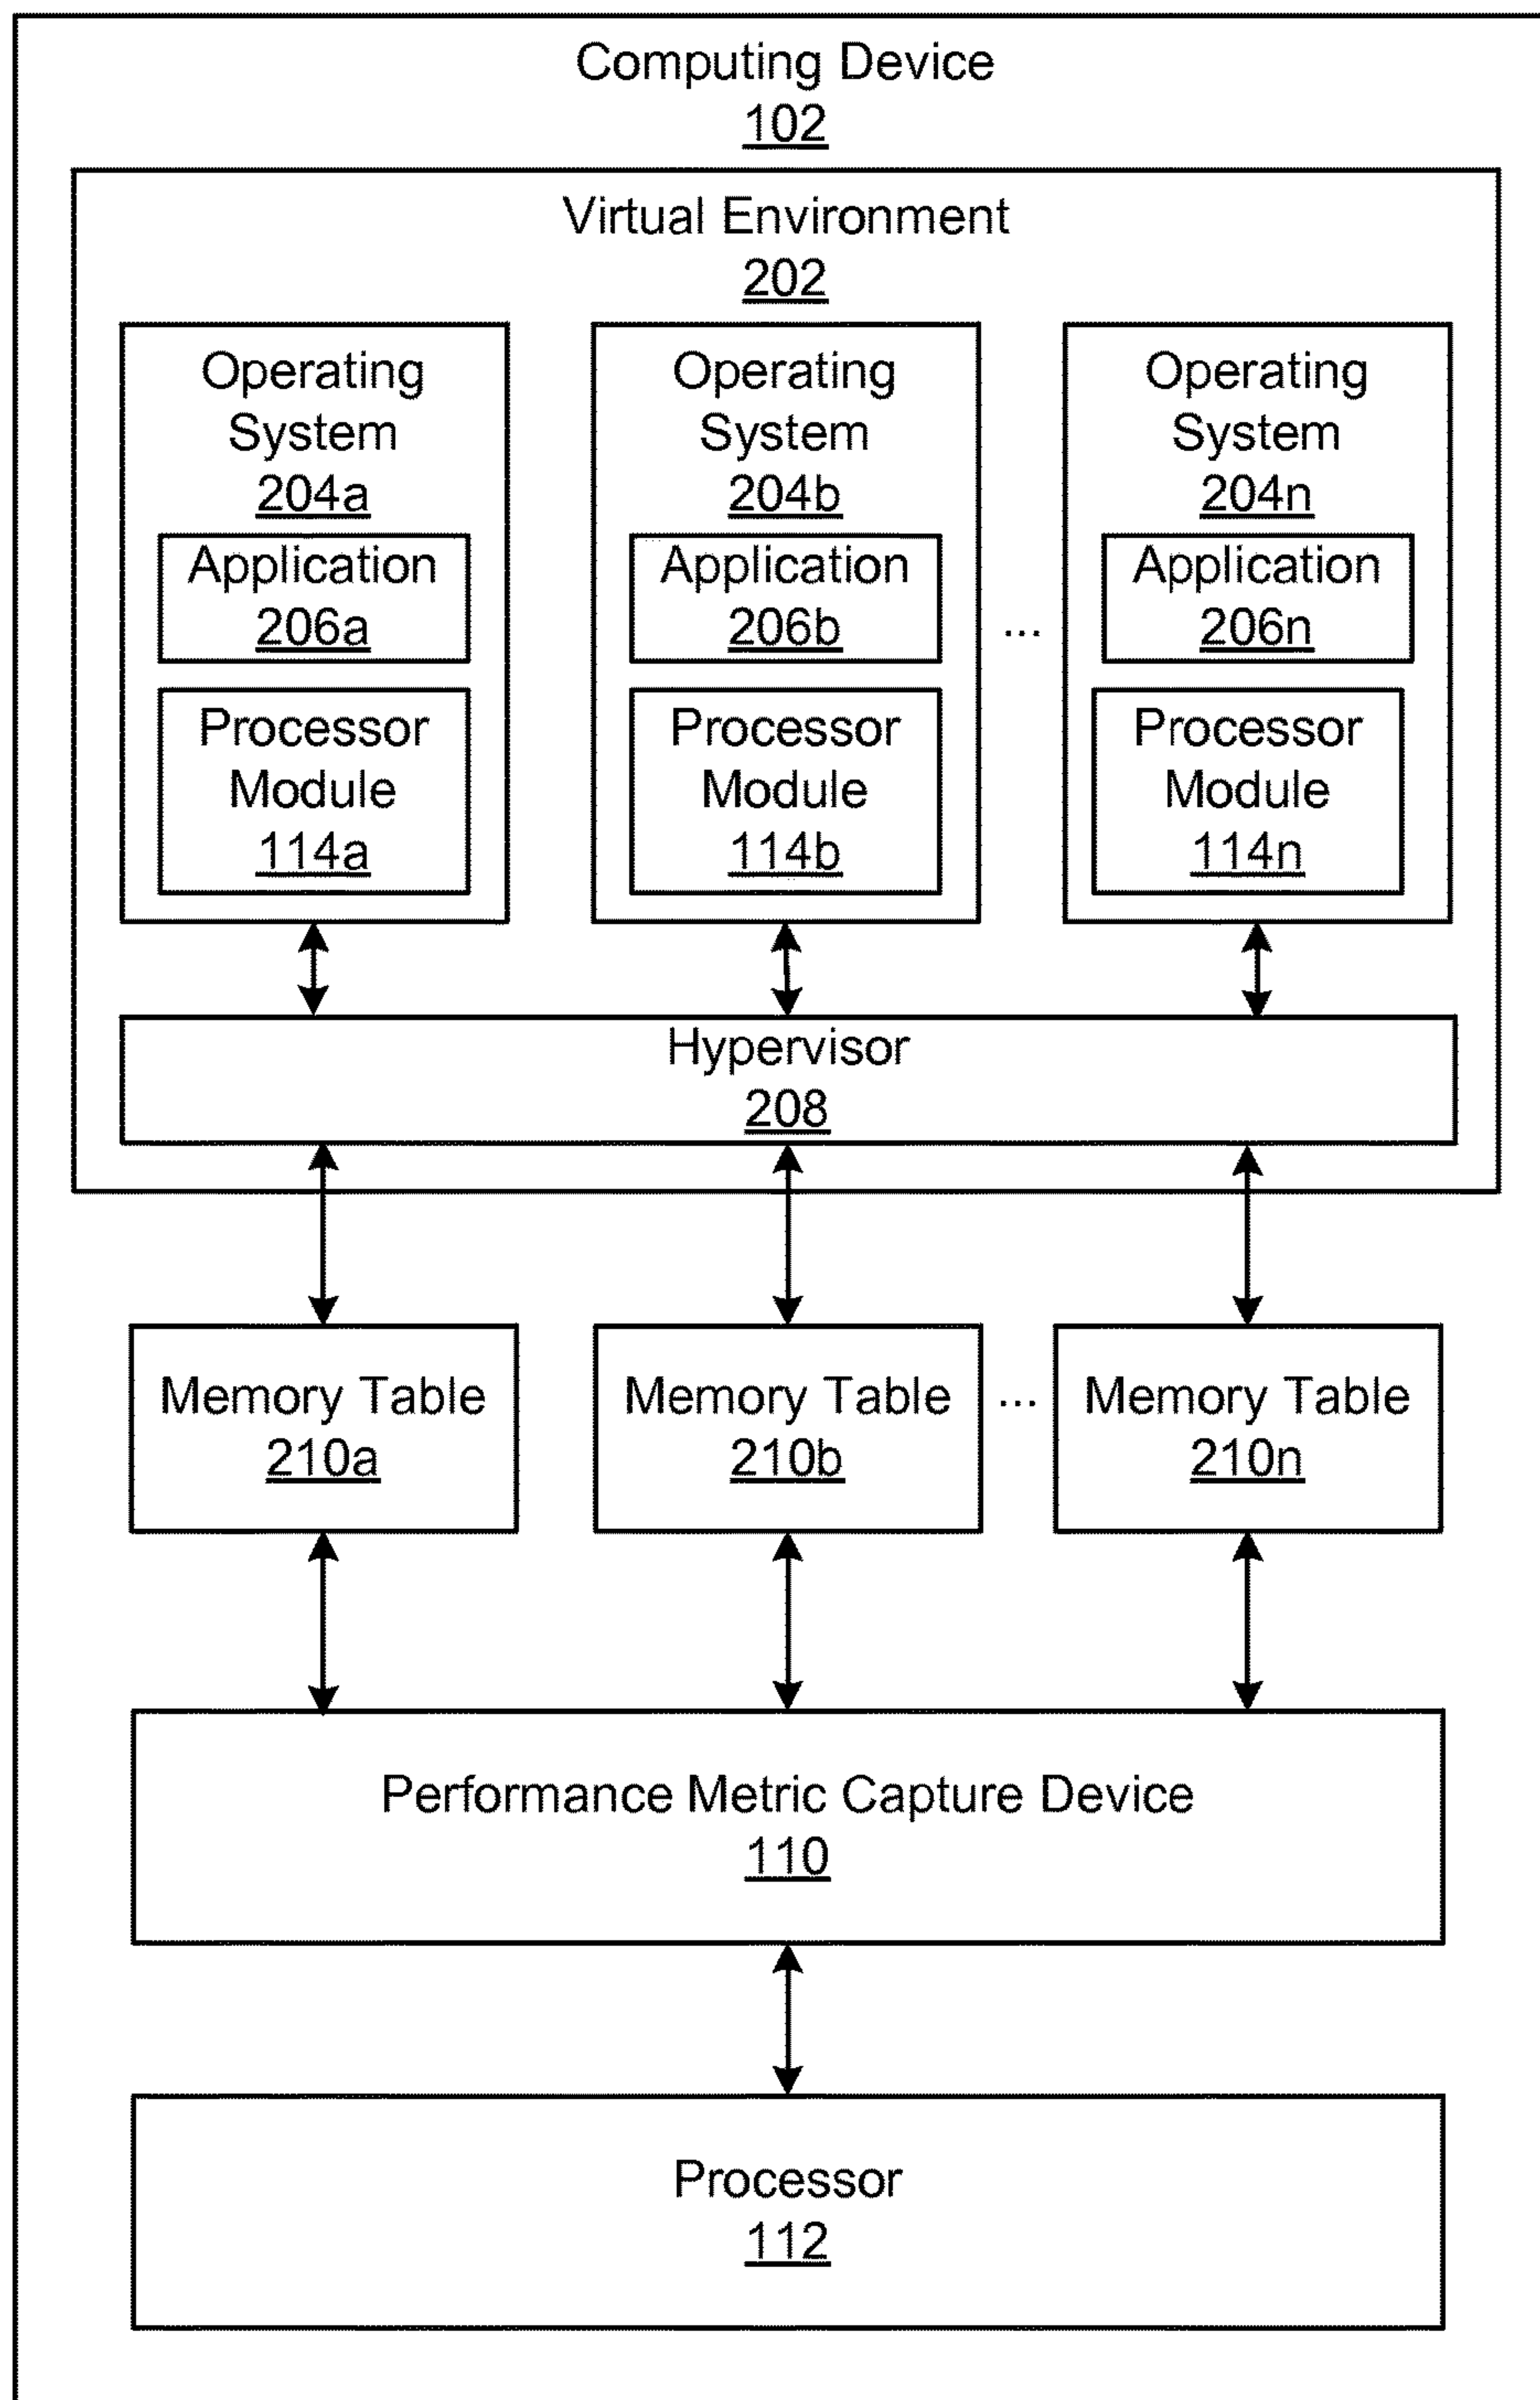 Computing Device
102
Virtual Environment
202
Operating
System
204a
Application
206a
Processor
Module
114a
Operating
System
204b
Application
206b
Processor
Module
114b
...
Operating
System
204n
Application
206n
Processor
Module
114n
Hypervisor
208
Memory Table
210a
Memory Table
210b
...
Memory Table
210n
Performance Metric Capture Device
110
Processor
112